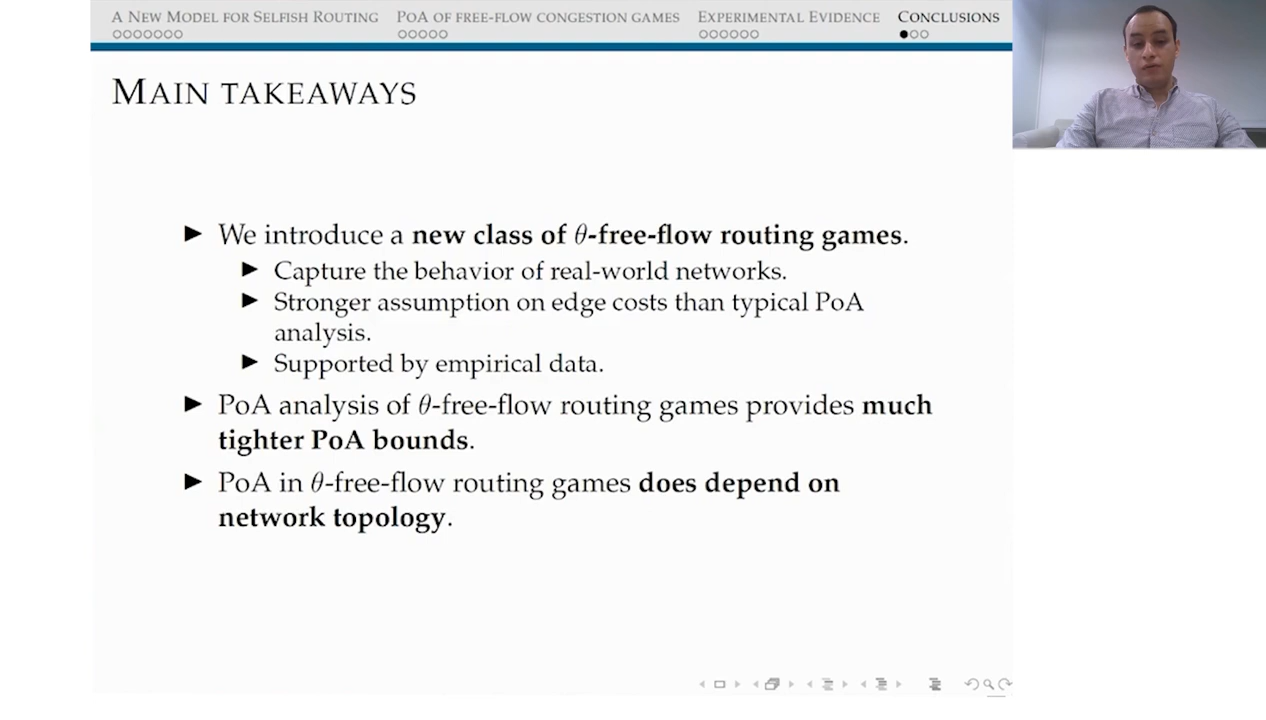 A New Model for Selfish Routing PoA of free-flow congestion games Experimental Evidence Conclusions
Main takeaways
► We introduce a new class of θ-free-flow routing games.
► Capture the behavior of real-world networks.
► Stronger assumption on edge costs than typical PoA
analysis.
► Supported by empirical data.
► PoA analysis of θ-free-flow routing games provides much
tighter PoA bounds.
► PoA in θ-free-flow routing games does depend on
network topology.